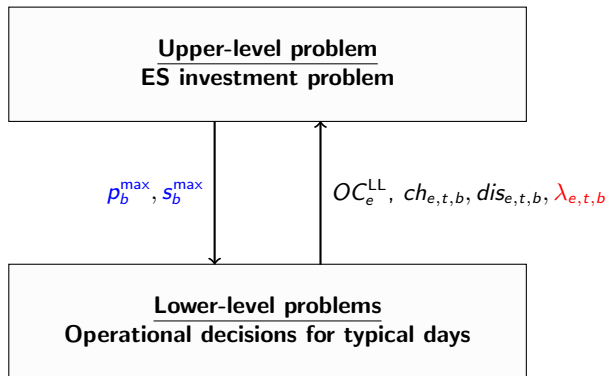 Upper-level problem
ES investment problem
p_b^max, s_b^max
OC_e^LL, ch_e,t,b, dis_e,t,b, λ_e,t,b
Lower-level problems
Operational decisions for typical days